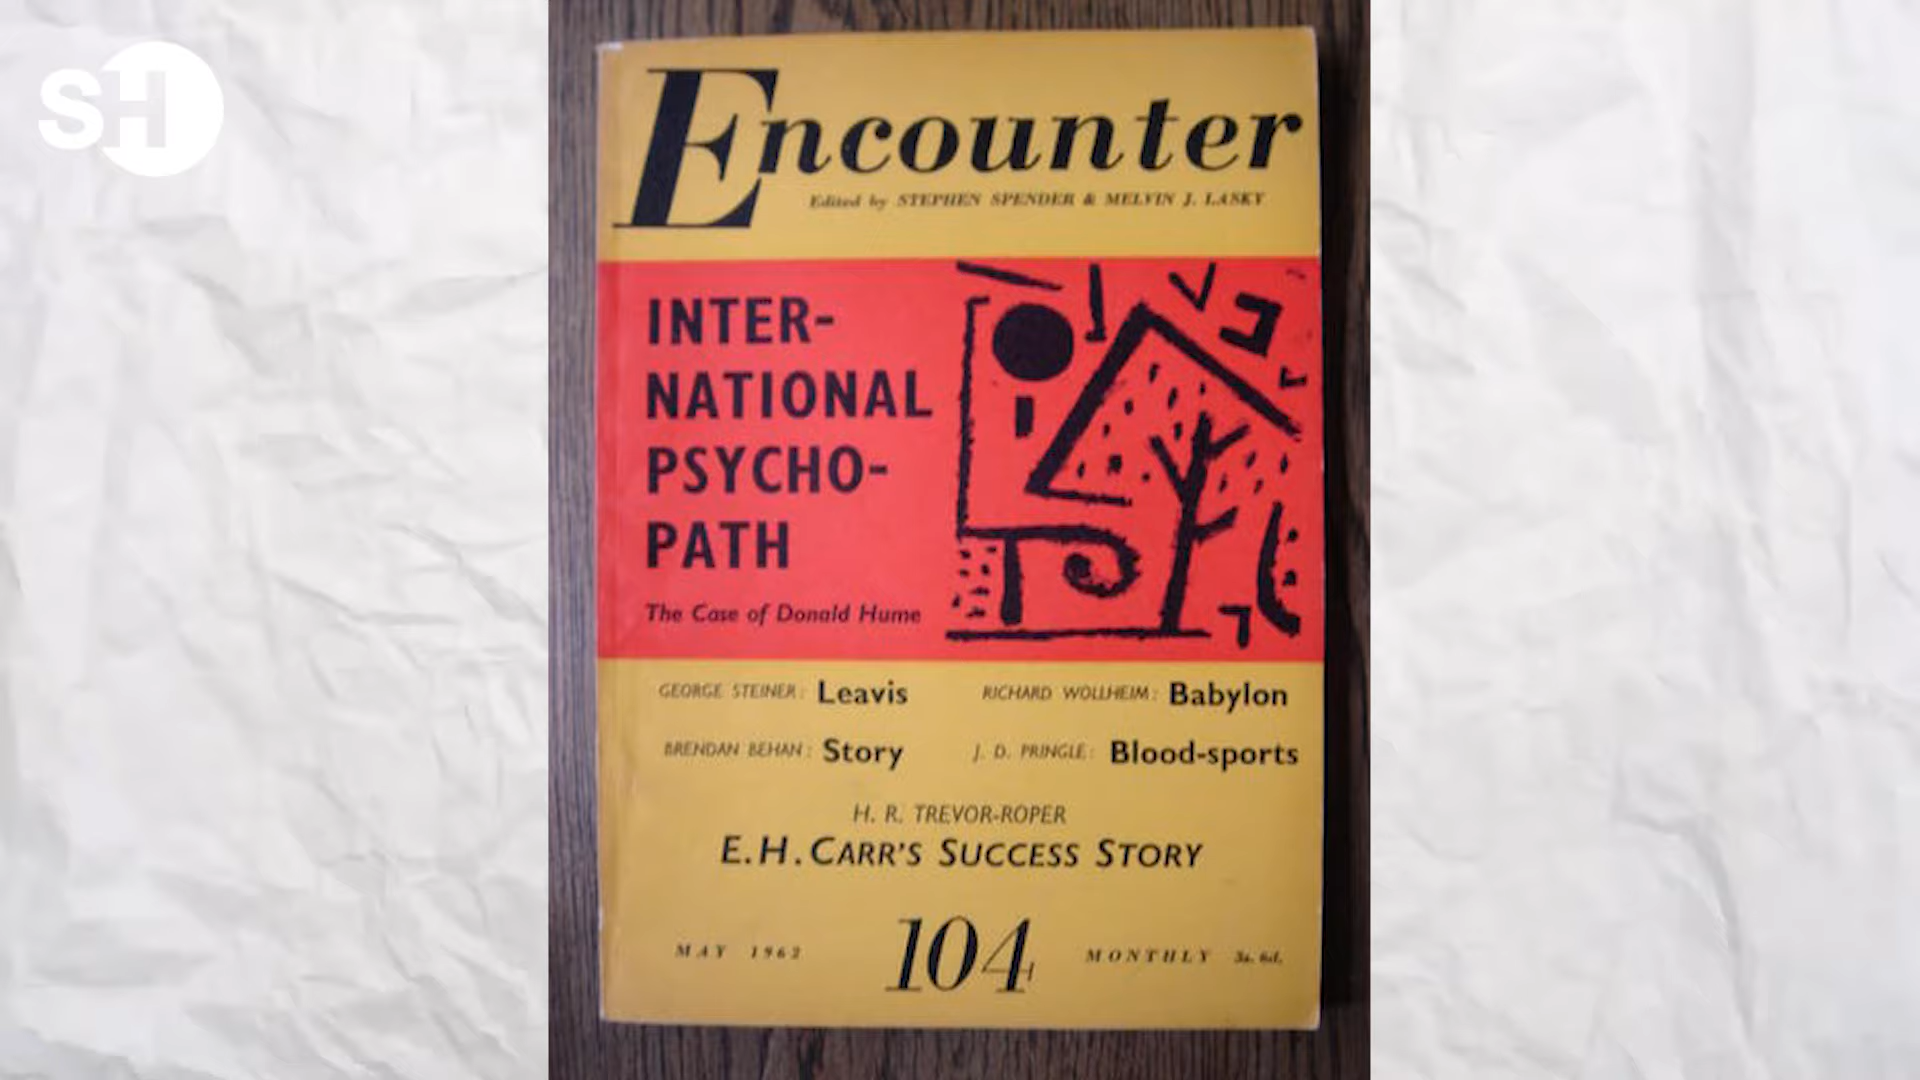 SH
Encounter
Edited by STEPHEN SPENDER & MELVIN J. LASKY
INTER-
NATIONAL
PSYCHO-
PATH
The Case of Donald Hume
GEORGE STEINER: Leavis
RICHARD WOLLHEIM: Babylon
BRENDAN BEHAN: Story
J. D. PRINGLE: Blood-sports
H. R. TREVOR-ROPER
E. H. CARR'S SUCCESS STORY
MAY 1962
104
MONTHLY 3s. 6d.